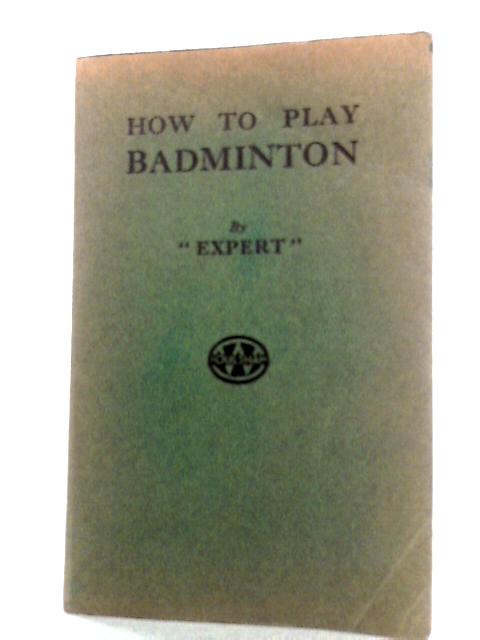 HOW TO PLAY
BADMINTON
By
"EXPERT"